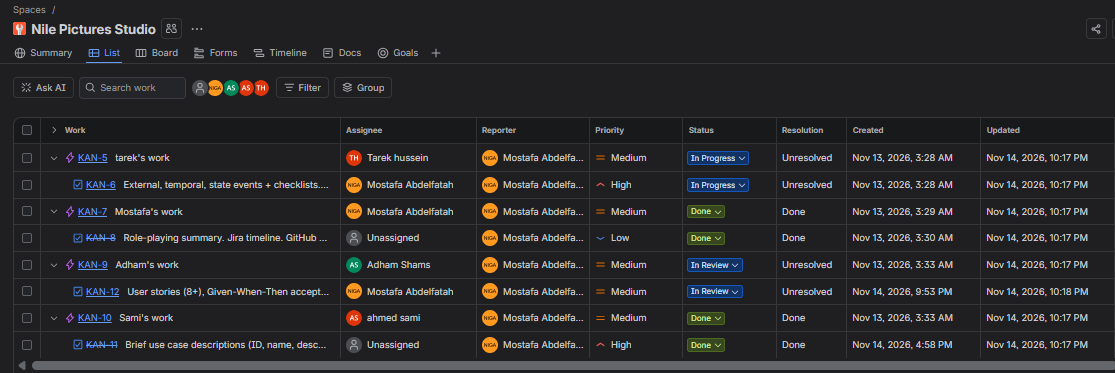 Spaces /
Nile Pictures Studio
Summary List Board Forms Timeline Docs Goals
Ask AI Search work NIGA AS AS TH Filter Group
Work Assignee Reporter Priority Status Resolution Created Updated
KAN-5 tarek's work TH Tarek hussein NIGA Mostafa Abdelfa... Medium In Progress Unresolved Nov 13, 2026, 3:28 AM Nov 14, 2026, 10:17 PM
KAN-6 External, temporal, state events + checklists.... NIGA Mostafa Abdelfatah NIGA Mostafa Abdelfa... High In Progress Unresolved Nov 13, 2026, 3:28 AM Nov 14, 2026, 10:17 PM
KAN-7 Mostafa's work NIGA Mostafa Abdelfatah NIGA Mostafa Abdelfa... Medium Done Done Nov 13, 2026, 3:29 AM Nov 14, 2026, 10:17 PM
KAN-8 Role-playing summary. Jira timeline. GitHub ... Unassigned NIGA Mostafa Abdelfa... Low Done Done Nov 13, 2026, 3:30 AM Nov 14, 2026, 10:17 PM
KAN-9 Adham's work AS Adham Shams NIGA Mostafa Abdelfa... Medium In Review Unresolved Nov 13, 2026, 3:33 AM Nov 14, 2026, 10:17 PM
KAN-12 User stories (8+), Given-When-Then accept... NIGA Mostafa Abdelfatah NIGA Mostafa Abdelfa... Medium In Review Unresolved Nov 14, 2026, 9:53 PM Nov 14, 2026, 10:18 PM
KAN-10 Sami's work AS ahmed sami NIGA Mostafa Abdelfa... Medium Done Done Nov 13, 2026, 3:33 AM Nov 14, 2026, 10:17 PM
KAN-11 Brief use case descriptions (ID, name, desc... Unassigned NIGA Mostafa Abdelfa... High Done Done Nov 14, 2026, 4:58 PM Nov 14, 2026, 10:17 PM